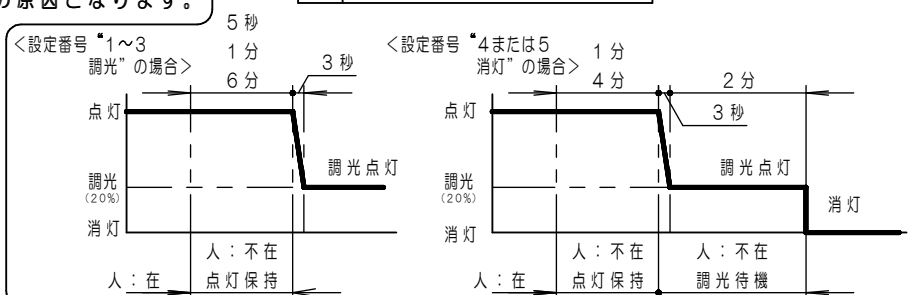 の原因となります。
＜設定番号“1～3
調光”の場合＞
5秒
1分
6分
3秒
点灯
調光
(20%)
消灯
調光点灯
人：不在
人：在
点灯保持
＜設定番号“4または5
消灯”の場合＞
1分
4分
2分
3秒
点灯
調光
(20%)
消灯
調光点灯
消灯
人：不在
人：不在
人：在
点灯保持
調光待機